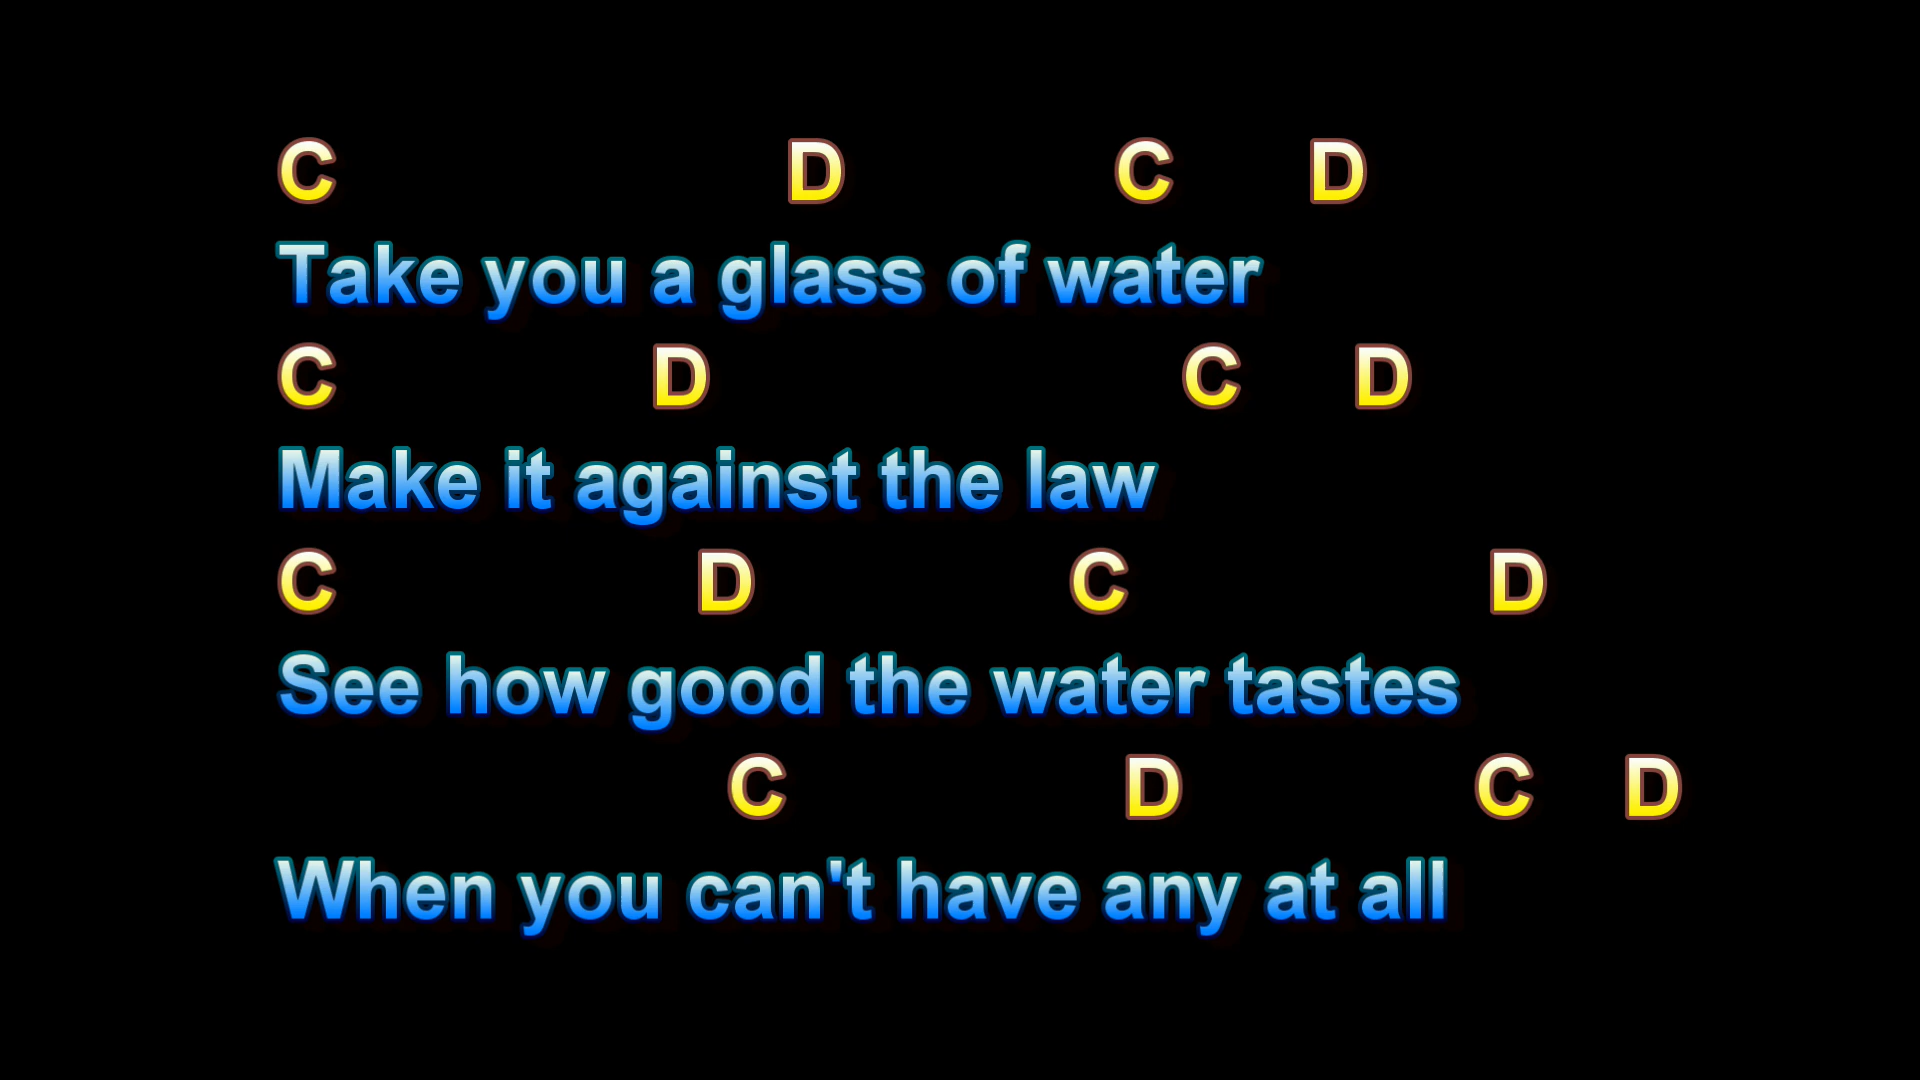 C D C D
Take you a glass of water
C D C D
Make it against the law
C D C D
See how good the water tastes
C D C D
When you can't have any at all